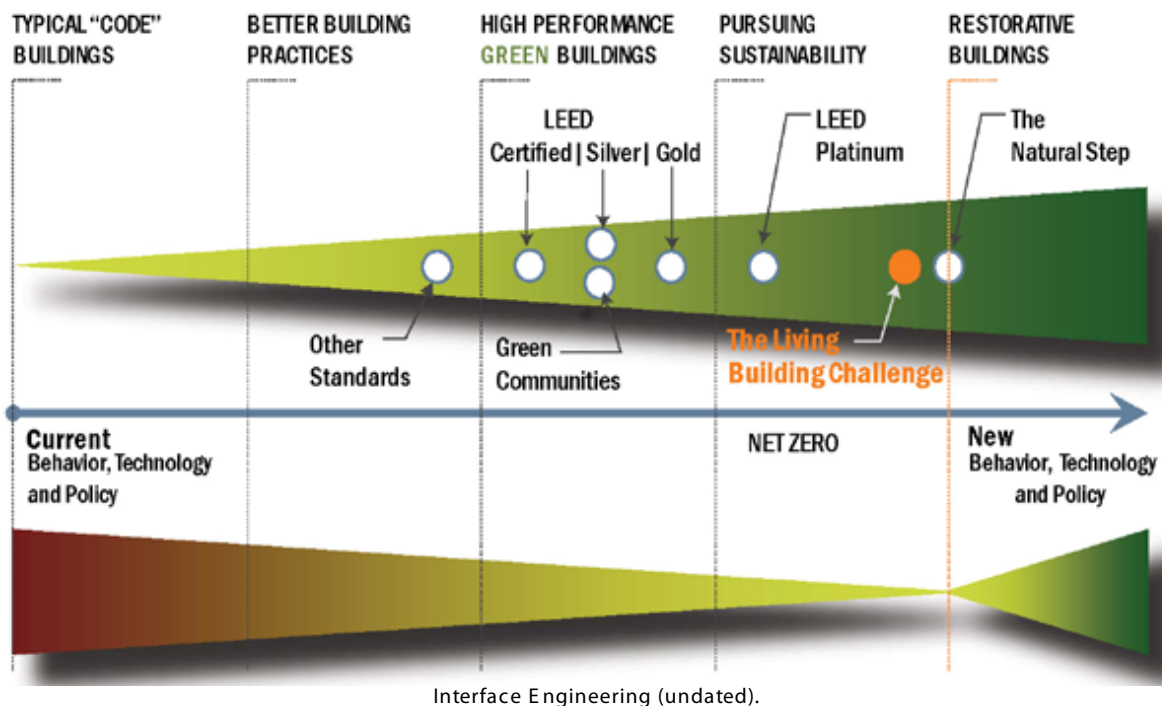 TYPICAL “CODE”
BUILDINGS
BETTER BUILDING
PRACTICES
HIGH PERFORMANCE
GREEN BUILDINGS
PURSUING
SUSTAINABILITY
RESTORATIVE
BUILDINGS
LEED
Certified | Silver | Gold
LEED
Platinum
The
Natural Step
Other
Standards
Green
Communities
The Living
Building Challenge
Current
Behavior, Technology
and Policy
NET ZERO
New
Behavior, Technology
and Policy
Interface Engineering (undated).